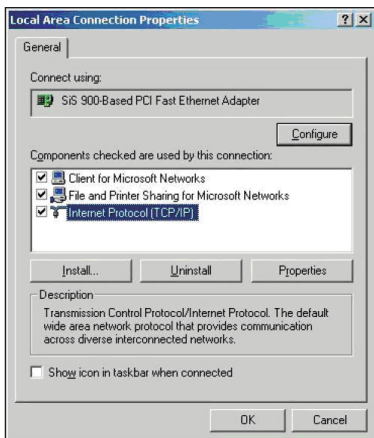 Local Area Connection Properties
General
Connect using:
SiS 900-Based PCI Fast Ethernet Adapter
Configure
Components checked are used by this connection:
Client for Microsoft Networks
File and Printer Sharing for Microsoft Networks
Internet Protocol (TCP/IP)
Install... Uninstall Properties
Description
Transmission Control Protocol/Internet Protocol. The default
wide area network protocol that provides communication
across diverse interconnected networks.
Show icon in taskbar when connected
OK Cancel